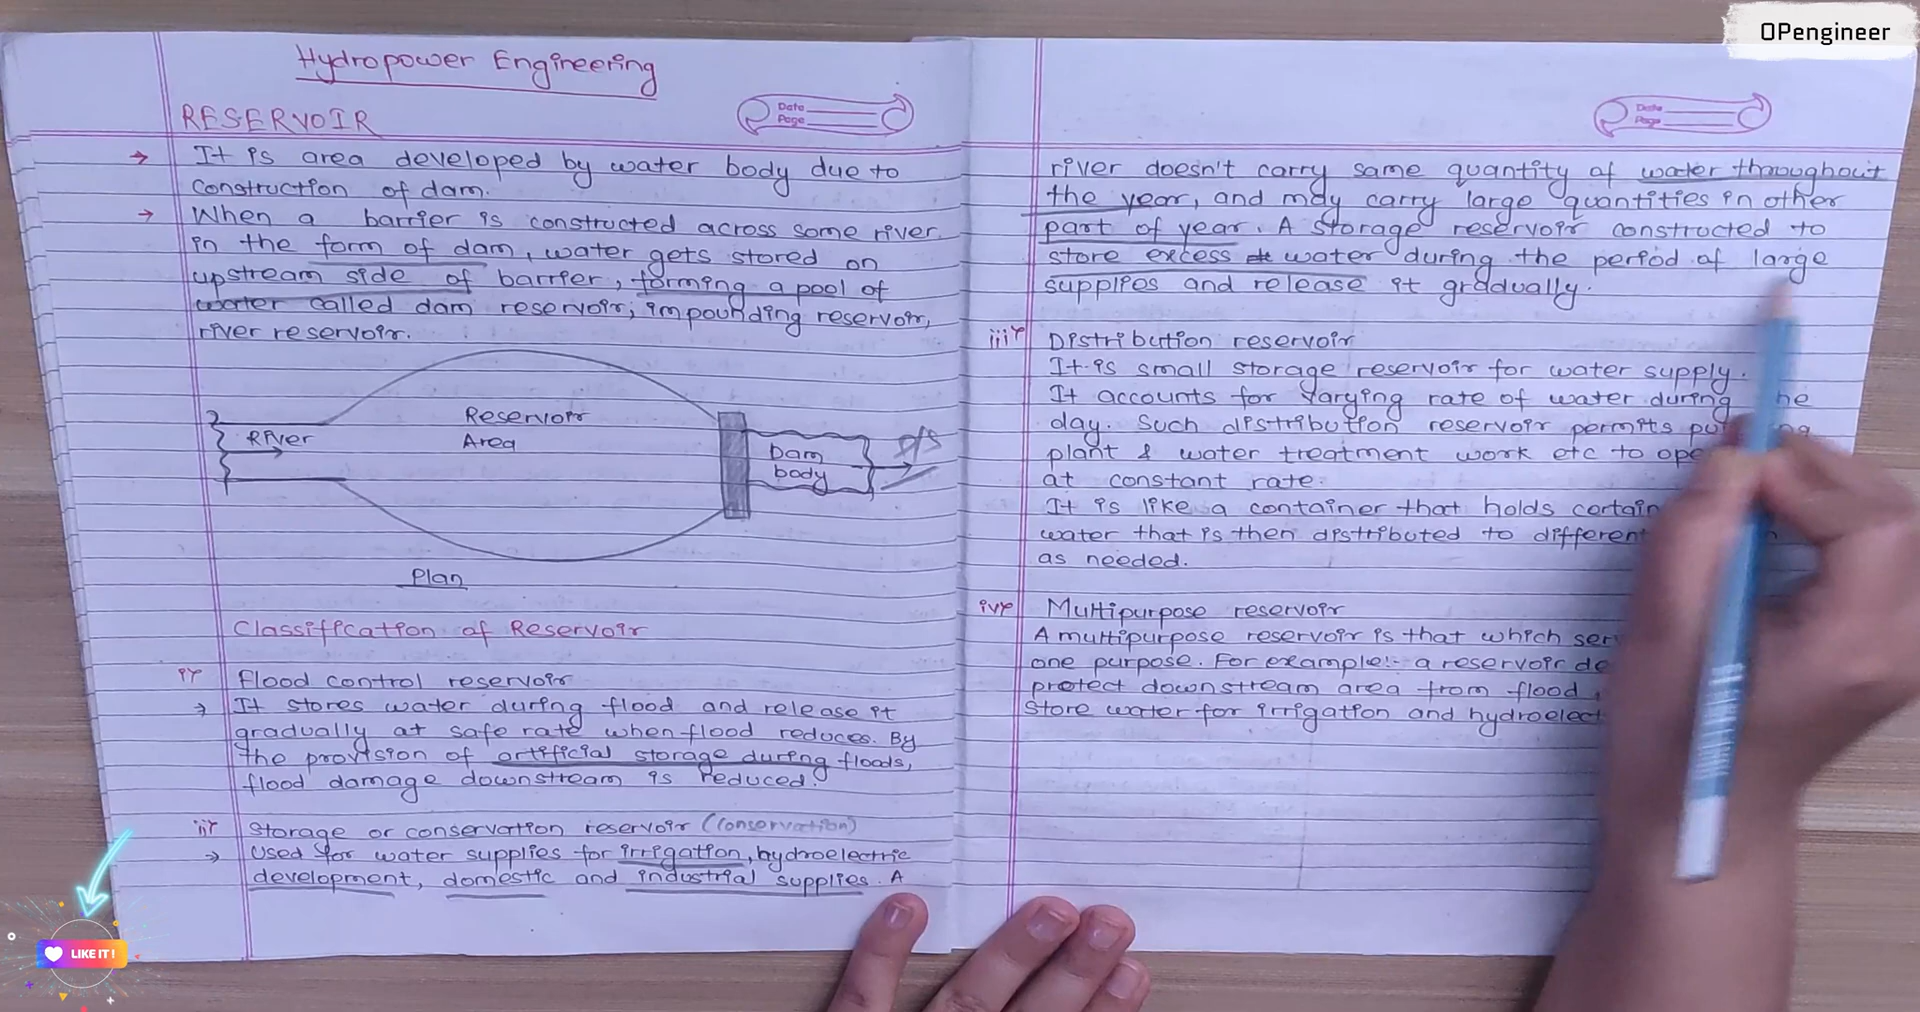 OPengineer
Hydropower Engineering
RESERVOIR
Date
Page
→ It is area developed by water body due to
construction of dam.
→ When a barrier is constructed across some river
in the form of dam, water gets stored on
upstream side of barrier, forming a pool of
water called dam reservoir, impounding reservoir,
river reservoir.
River
Reservoir
Area
Dam
body
D/S
Plan
Classification of Reservoir
i) Flood control reservoir
→ It stores water during flood and release it
gradually at safe rate when flood reduces. By
the provision of artificial storage during floods,
flood damage downstream is reduced.
ii) Storage or conservation reservoir (Conservation)
→ Used for water supplies for irrigation, hydroelectric
development, domestic and industrial supplies. A
LIKE IT!
Date
Page
river doesn't carry same quantity of water throughout
the year, and may carry large quantities in other
part of year. A storage reservoir constructed to
store excess water during the period of large
supplies and release it gradually.
iii) Distribution reservoir
It is small storage reservoir for water supply.
It accounts for varying rate of water during
day. Such distribution reservoir permits
plant & water treatment work etc to
at constant rate.
It is like a container that holds certain
water that is then distributed to different
as needed.
iv) Multipurpose reservoir
A multipurpose reservoir is that which
one purpose. For example:- a reservoir
protect downstream area from flood,
store water for irrigation and